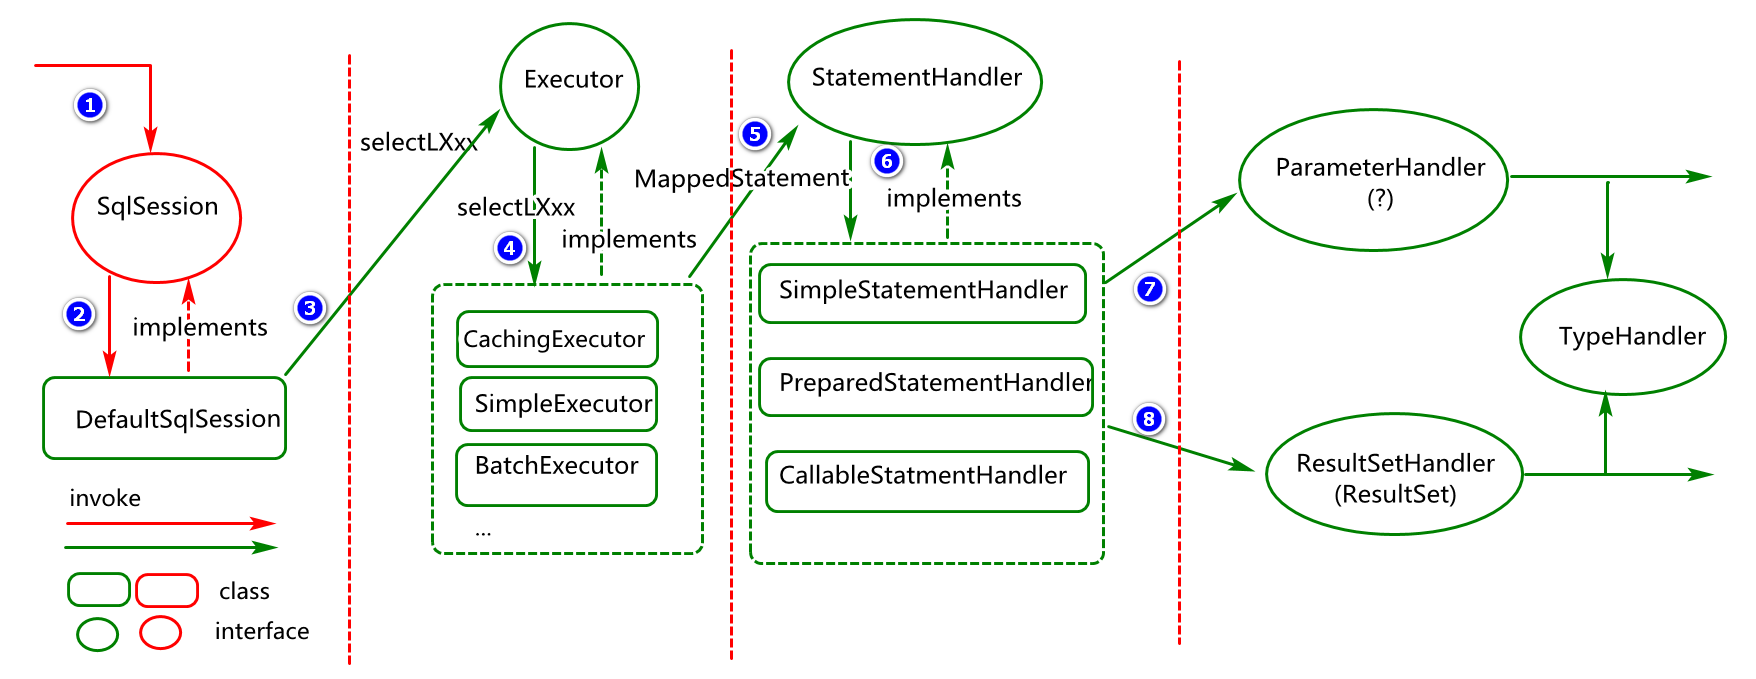 1
SqlSession
2
implements
DefaultSqlSession
invoke
class
interface
3
selectLXxx
Executor
selectLXxx
4
implements
CachingExecutor
SimpleExecutor
BatchExecutor
...
5
MappedStatement
StatementHandler
6
implements
SimpleStatementHandler
PreparedStatementHandler
CallableStatmentHandler
7
8
ParameterHandler
(?)
TypeHandler
ResultSetHandler
(ResultSet)